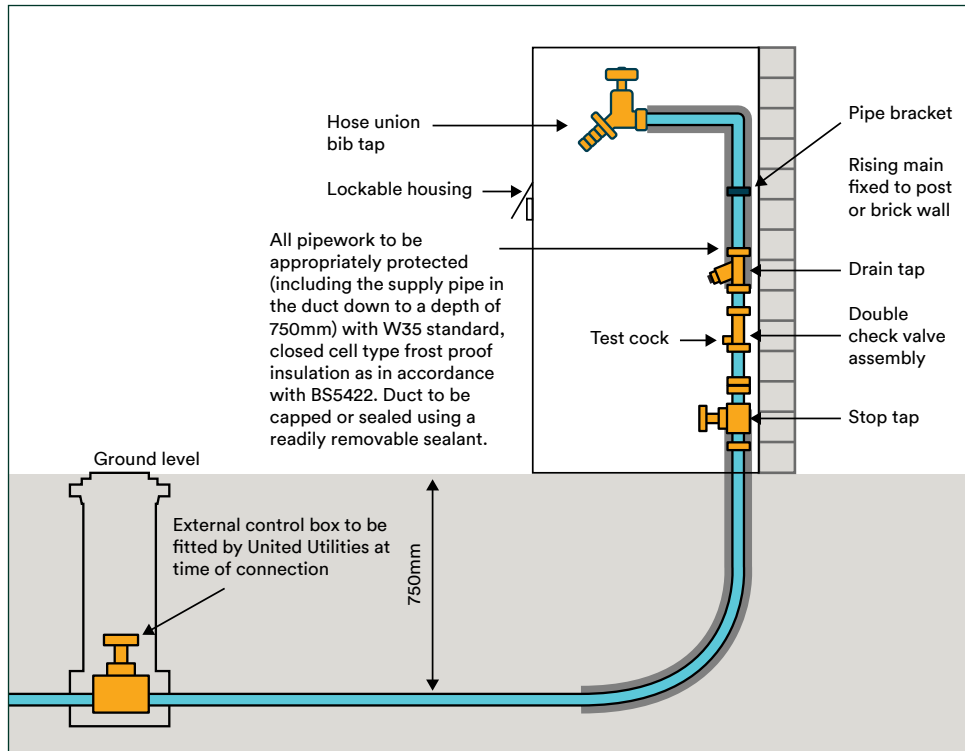 Hose union
bib tap
Lockable housing
All pipework to be
appropriately protected
(including the supply pipe in
the duct down to a depth of
750mm) with W35 standard,
closed cell type frost proof
insulation as in accordance
with BS5422. Duct to be
capped or sealed using a
readily removable sealant.
Test cock
Pipe bracket
Rising main
fixed to post
or brick wall
Drain tap
Double
check valve
assembly
Stop tap
Ground level
External control box to be
fitted by United Utilities at
time of connection
750mm